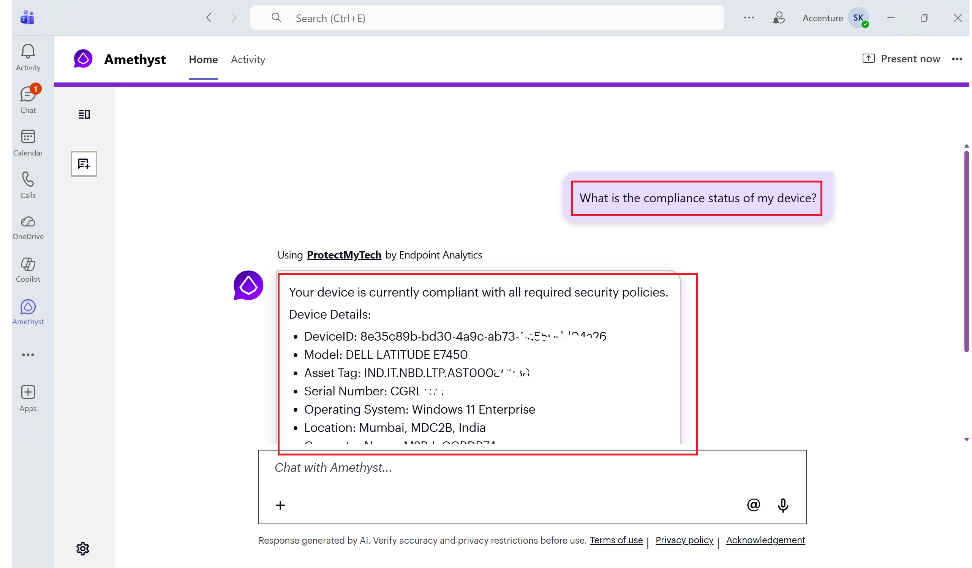 Search (Ctrl+E)
Accenture
SK
Amethyst
Home
Activity
Present now
Activity
1
Chat
Calendar
Calls
OneDrive
Copilot
Amethyst
Apps
What is the compliance status of my device?
Using ProtectMyTech by Endpoint Analytics
Your device is currently compliant with all required security policies.
Device Details:
• DeviceID: 8e35c89b-bd30-4a9c-ab73-
• Model: DELL LATITUDE E7450
• Asset Tag: IND.IT.NBD.LTP.AST000
• Serial Number: CGRL
• Operating System: Windows 11 Enterprise
• Location: Mumbai, MDC2B, India
Chat with Amethyst...
Response generated by AI. Verify accuracy and privacy restrictions before use. Terms of use | Privacy policy | Acknowledgement